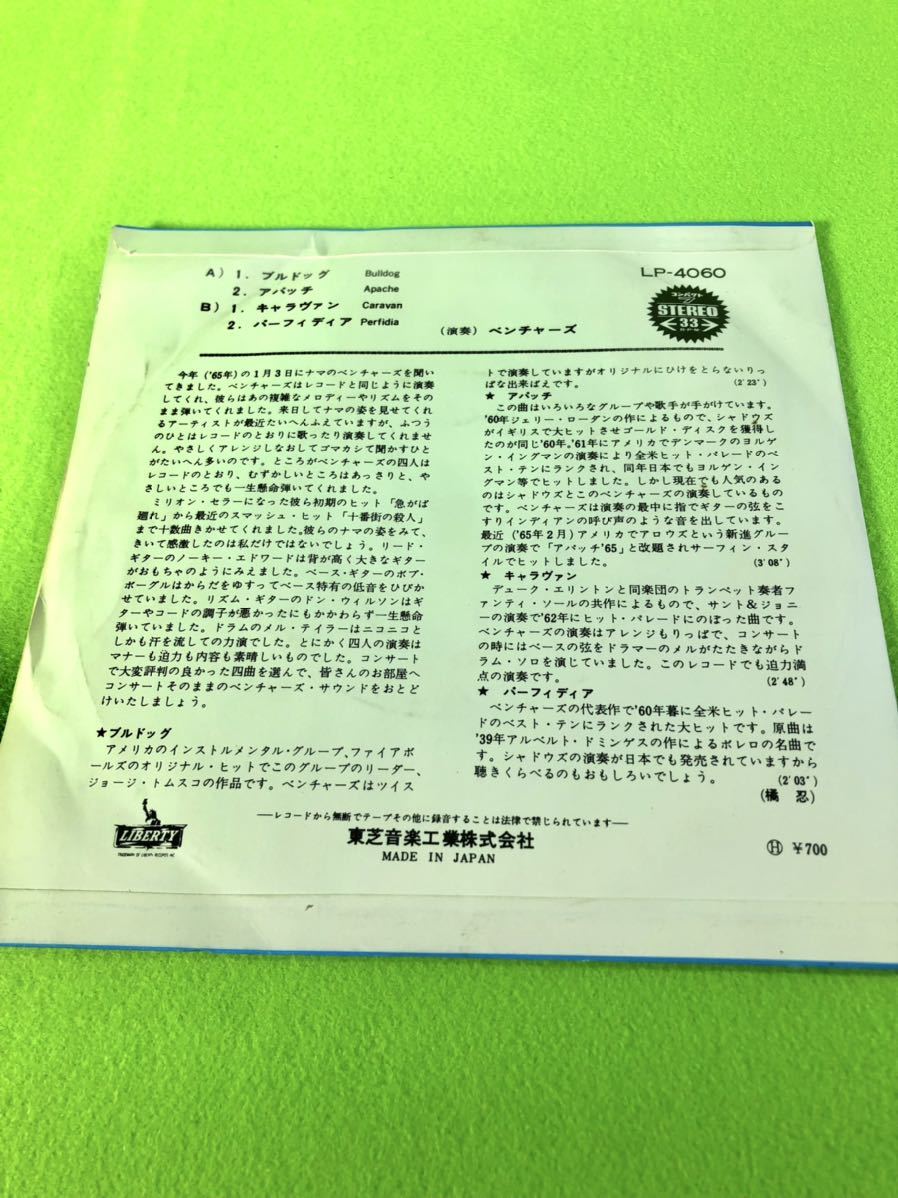 A) 1. ブルドッグ Bulldog
2. アパッチ Apache
B) 1. キャラヴァン Caravan
2. パーフィディア Perfidia
(演奏) ベンチャーズ
LP-4060
コンパクト
STEREO
33
RPM
今年('65年)の1月3日にナマのベンチャーズを聞い
てきました。ベンチャーズはレコードと同じように演奏
してくれ、彼らはあの複雑なメロディーやリズムをその
まま弾いてくれました。来日してナマの姿を見せてくれ
るアーティストが最近たいへんふえていますが、ふつう
のひとはレコードのとおりに歌ったり演奏してくれませ
ん。やさしくアレンジしなおしてゴマカシて聞かすひと
がたいへん多いのです。ところがベンチャーズの四人は
レコードのとおり、むずかしいところはあっさりと、や
さしいところでも一生懸命弾いてくれました。
ミリオン・セラーになった彼ら初期のヒット「急がば
廻れ」から最近のスマッシュ・ヒット「十番街の殺人」
まで十数曲きかせてくれました。彼らのナマの姿をみて、
きいて感激したのは私だけではないでしょう。リード・
ギターのノーキー・エドワードは背が高く大きなギター
がおもちゃのようにみえました。ベース・ギターのボブ・
ボーグルはからだをゆすってベース特有の低音をひびか
せていました。リズム・ギターのドン・ウィルソンはギ
ターやコードの調子が悪かったにもかかわらず一生懸命
弾いていました。ドラムのメル・テイラーはニコニコと
しかも汗を流しての力演でした。とにかく四人の演奏は
マナーも迫力も内容も素晴しいものでした。コンサート
で大変評判の良かった四曲を選んで、皆さんのお部屋へ
コンサートそのままのベンチャーズ・サウンドをおとど
けいたしましょう。
★ブルドッグ
アメリカのインストルメンタル・グループ、ファイアボ
ールズのオリジナル・ヒットでこのグループのリーダー、
ジョージ・トムスコの作品です。ベンチャーズはツイス
トで演奏していますがオリジナルにひけをとらないりっ
ぱな出来ばえです。 (2'23")
★ アパッチ
この曲はいろいろなグループや歌手が手がけています。
'60年ジェリー・ローダンの作によるもので、シャドウズ
がイギリスで大ヒットさせゴールド・ディスクを獲得し
たのが同じ'60年。'61年にアメリカでデンマークのヨルゲ
ン・イングマンの演奏により全米ヒット・パレードのベ
スト・テンにランクされ、同年日本でもヨルゲン・イン
グマン等でヒットしました。しかし現在でも人気のある
のはシャドウズとこのベンチャーズの演奏しているもの
です。ベンチャーズは演奏の最中に指でギターの弦をこ
すりインディアンの呼び声のような音を出しています。
最近('65年2月)アメリカでアロウズという新進グルー
プの演奏で「アパッチ'65」と改題されサーフィン・スタ
イルでヒットしました。 (3'08")
★ キャラヴァン
デューク・エリントンと同楽団のトランペット奏者フ
ァンティ・ソールの共作によるもので、サント&ジョニ
ーの演奏で'62年にヒット・パレードにのぼった曲です。
ベンチャーズの演奏はアレンジもりっぱで、コンサート
の時にはベースの弦をドラマーのメルがたたきながらド
ラム・ソロを演じていました。このレコードでも迫力満
点の演奏です。 (2'48")
★ パーフィディア
ベンチャーズの代表作で'60年暮に全米ヒット・パレー
ドのベスト・テンにランクされた大ヒットです。原曲は
'39年アルベルト・ドミンゲスの作によるボレロの名曲で
す。シャドウズの演奏が日本でも発売されていますから
聴きくらべるのもおもしろいでしょう。 (2'03")
(橘 忍)
LIBERTY
TRADEMARK OF LIBERTY RECORDS INC
―レコードから無断でテープその他に録音することは法律で禁じられています―
東芝音楽工業株式会社
MADE IN JAPAN
Ⓗ ¥700